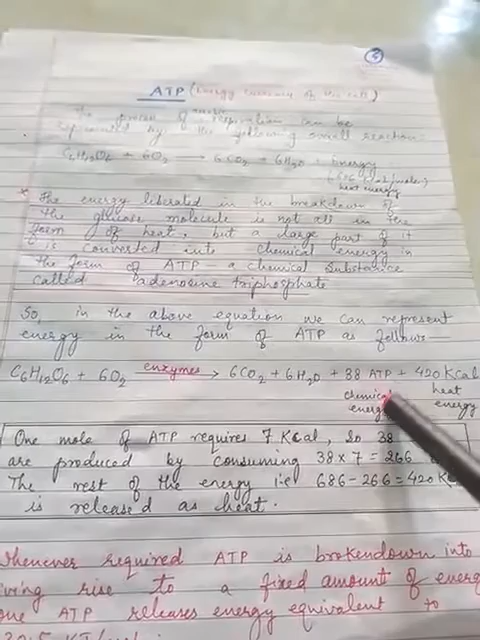 3
ATP (Energy currency of the cell)
The process of respiration can be
represented by the following small reaction:
C6H12O6 + 6O2 → 6CO2 + 6H2O + Energy
(686 Kcal/mole)
heat energy
* The energy liberated in the breakdown of
the glucose molecule is not all in the
form of heat, but a large part of it
is converted into chemical energy in
the form of ATP - a chemical substance
called adenosine triphosphate
So, in the above equation we can represent
energy in the form of ATP as follows—
C6H12O6 + 6O2 enzymes → 6CO2 + 6H2O + 38 ATP + 420 Kcal
chemical heat
energy energy
One mole of ATP requires 7 Kcal, So 38
are produced by consuming 38 x 7 = 266
The rest of the energy i.e 686 - 266 = 420 Kc
is released as heat.
Whenever required ATP is brokendown into
giving rise to a fixed amount of energ
one ATP releases energy equivalent to